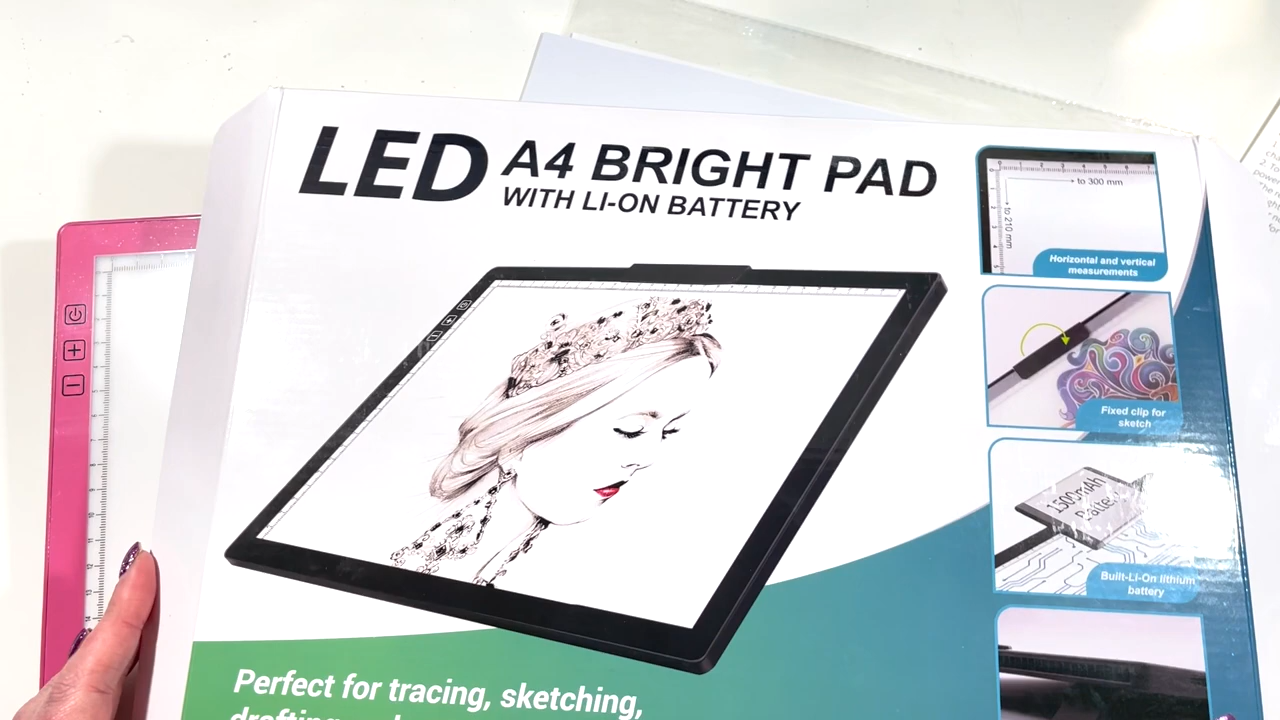 LED A4 BRIGHT PAD
WITH LI-ION BATTERY
to 300 mm
to 210 mm
Horizontal and vertical
measurements
Fixed clip for
sketch
1500mAh
Battery
Built-Li-On lithium
battery
Perfect for tracing, sketching,